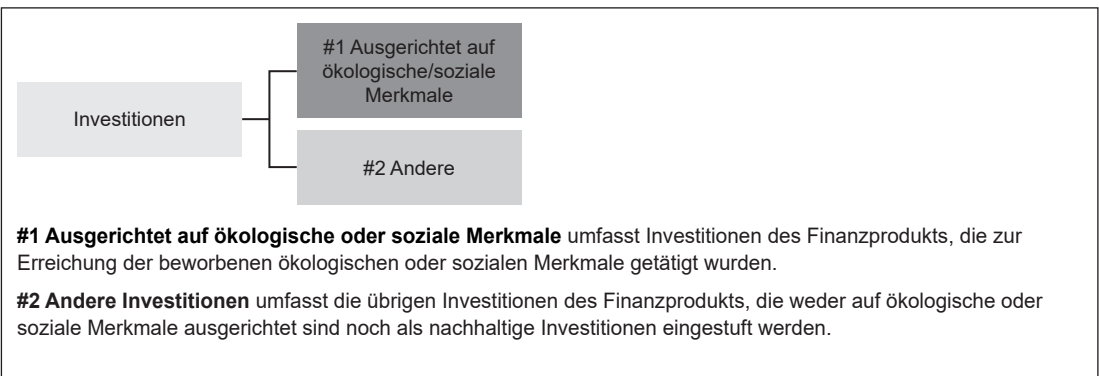 #1 Ausgerichtet auf
ökologische/soziale
Merkmale
Investitionen
#2 Andere
#1 Ausgerichtet auf ökologische oder soziale Merkmale umfasst Investitionen des Finanzprodukts, die zur
Erreichung der beworbenen ökologischen oder sozialen Merkmale getätigt wurden.
#2 Andere Investitionen umfasst die übrigen Investitionen des Finanzprodukts, die weder auf ökologische oder
soziale Merkmale ausgerichtet sind noch als nachhaltige Investitionen eingestuft werden.